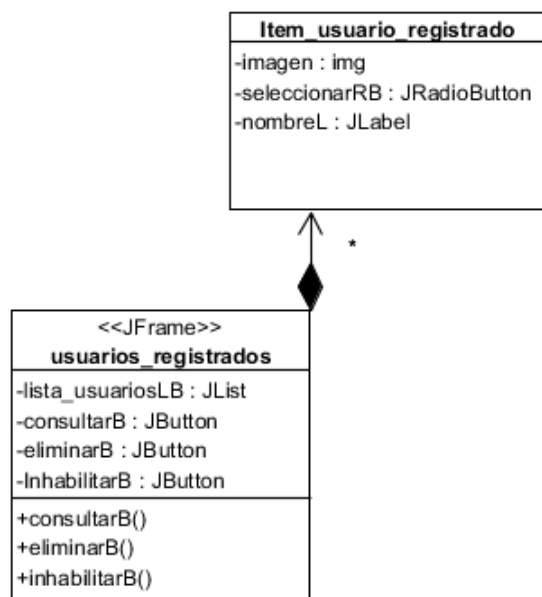 Item_usuario_registrado
-imagen : img
-seleccionarRB : JRadioButton
-nombreL : JLabel
*
<<JFrame>>
usuarios_registrados
-lista_usuariosLB : JList
-consultarB : JButton
-eliminarB : JButton
-InhabilitarB : JButton
+consultarB()
+eliminarB()
+inhabilitarB()